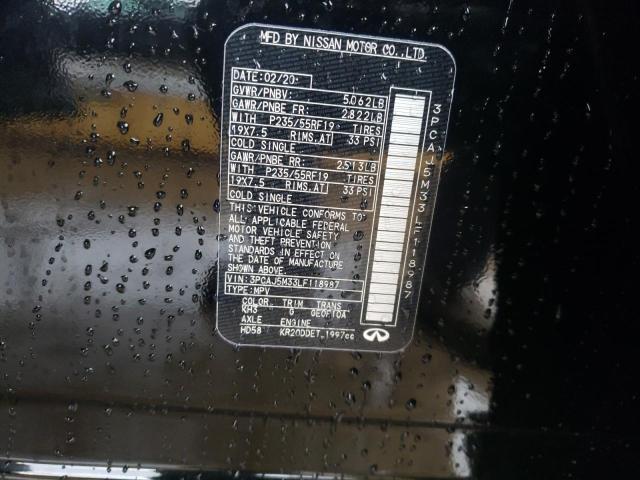 MFD BY NISSAN MOTOR CO.,LTD.
DATE: 02/20
GVWR/PNBV: 5062LB
GAWR/PNBE FR: 2822LB
WITH P235/55RF19 TIRES
19X7.5 RIMS,AT 33 PSI
COLD SINGLE
GAWR/PNBE RR: 2513LB
WITH P235/55RF19 TIRES
19X7.5 RIMS,AT 33 PSI
COLD SINGLE
THIS VEHICLE CONFORMS TO
ALL APPLICABLE FEDERAL
MOTOR VEHICLE SAFETY
AND THEFT PREVENTION
STANDARDS IN EFFECT ON
THE DATE OF MANUFACTURE
SHOWN ABOVE.
VIN: 3PCAJ5M33LF118987
TYPE: MPV
COLOR TRIM TRANS
KH3 G GE0F10A
AXLE ENGINE
HD58 KR20DDET 1997cc
3PCAJ5M33LF118987